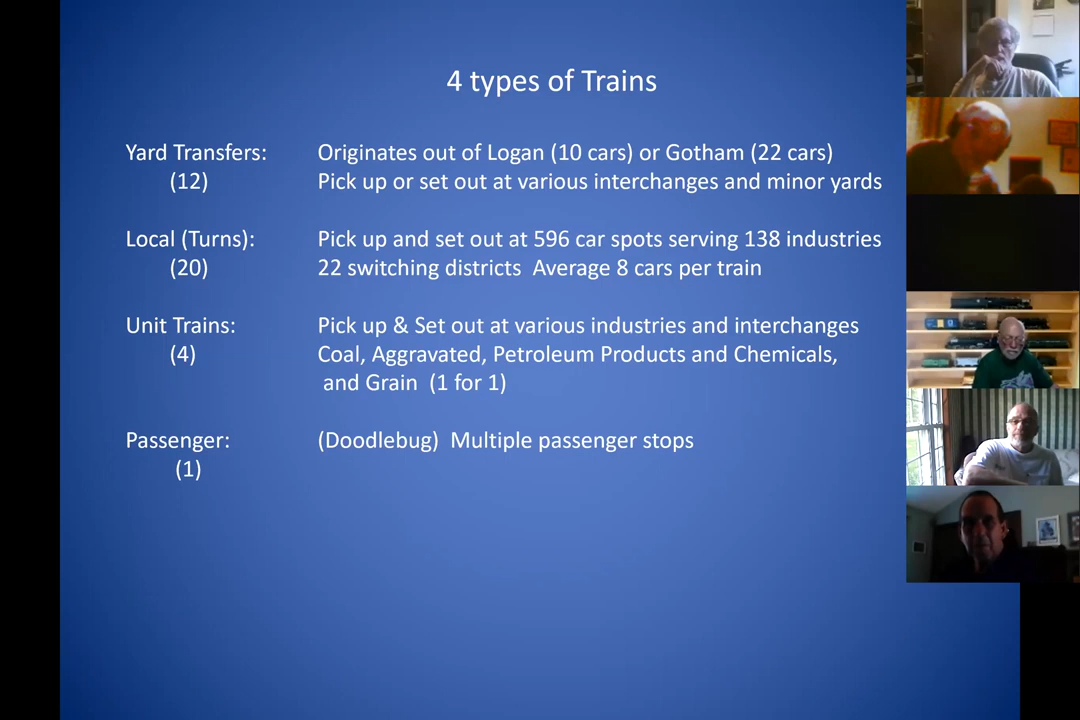 4 types of Trains
Yard Transfers: Originates out of Logan (10 cars) or Gotham (22 cars)
(12) Pick up or set out at various interchanges and minor yards
Local (Turns): Pick up and set out at 596 car spots serving 138 industries
(20) 22 switching districts Average 8 cars per train
Unit Trains: Pick up & Set out at various industries and interchanges
(4) Coal, Aggravated, Petroleum Products and Chemicals,
and Grain (1 for 1)
Passenger: (Doodlebug) Multiple passenger stops
(1)